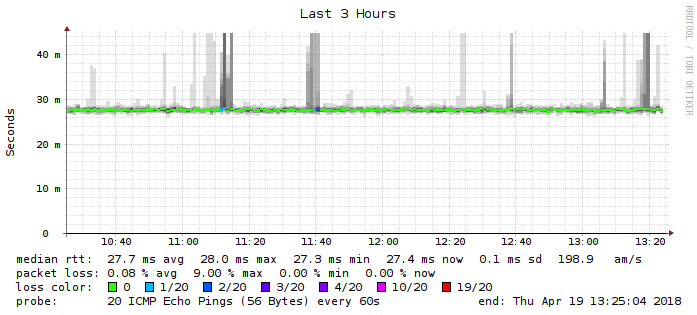 Last 3 Hours
RRDTOOL / TOBI OETIKER
Seconds
40 m
30 m
20 m
10 m
0
10:40 11:00 11:20 11:40 12:00 12:20 12:40 13:00 13:20
median rtt: 27.7 ms avg 28.0 ms max 27.3 ms min 27.4 ms now 0.1 ms sd 198.9 am/s
packet loss: 0.08 % avg 9.00 % max 0.00 % min 0.00 % now
loss color: 0 1/20 2/20 3/20 4/20 10/20 19/20
probe: 20 ICMP Echo Pings (56 Bytes) every 60s end: Thu Apr 19 13:25:04 2018